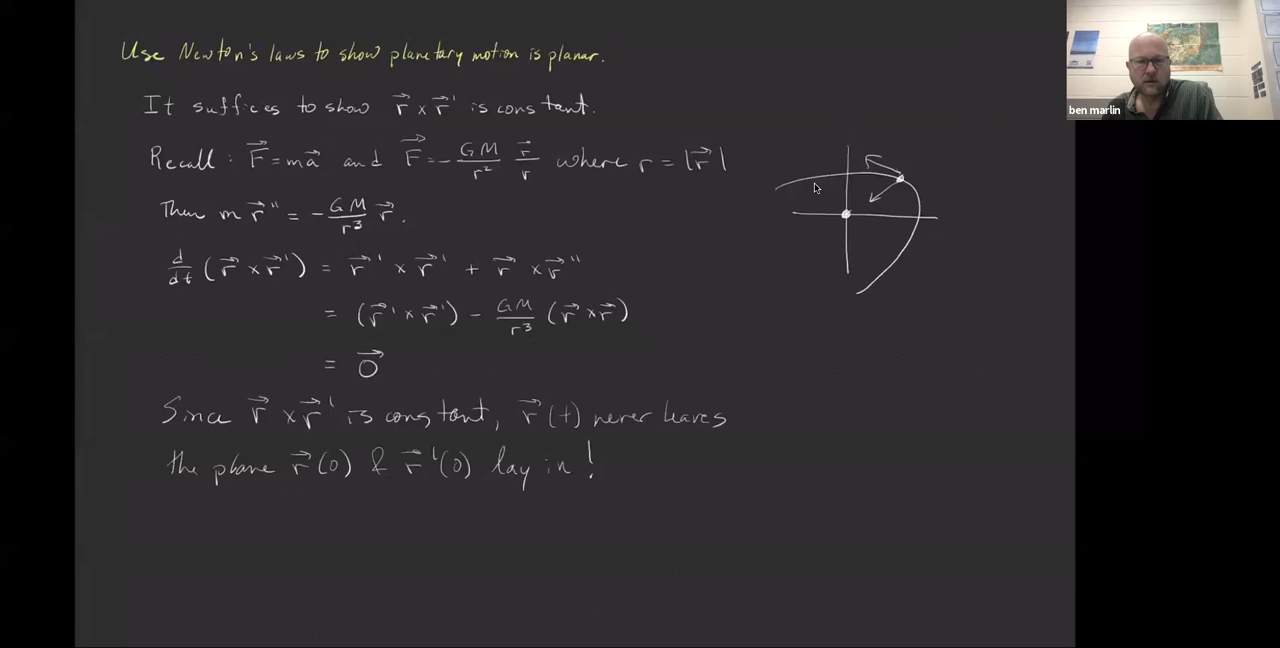 Use Newton's laws to show planetary motion is planar.
It suffices to show r⃗ × r⃗' is constant.
Recall: F⃗ = ma⃗ and F⃗ = - GM/r² r⃗/r where r = |r⃗|
Then m r⃗'' = - GM/r³ r⃗.
d/dt (r⃗ × r⃗') = r⃗' × r⃗' + r⃗ × r⃗''
= (r⃗' × r⃗') - GM/r³ (r⃗ × r⃗)
= 0⃗
Since r⃗ × r⃗' is constant, r⃗(t) never leaves
the plane r⃗(0) & r⃗'(0) lay in!
ben marlin